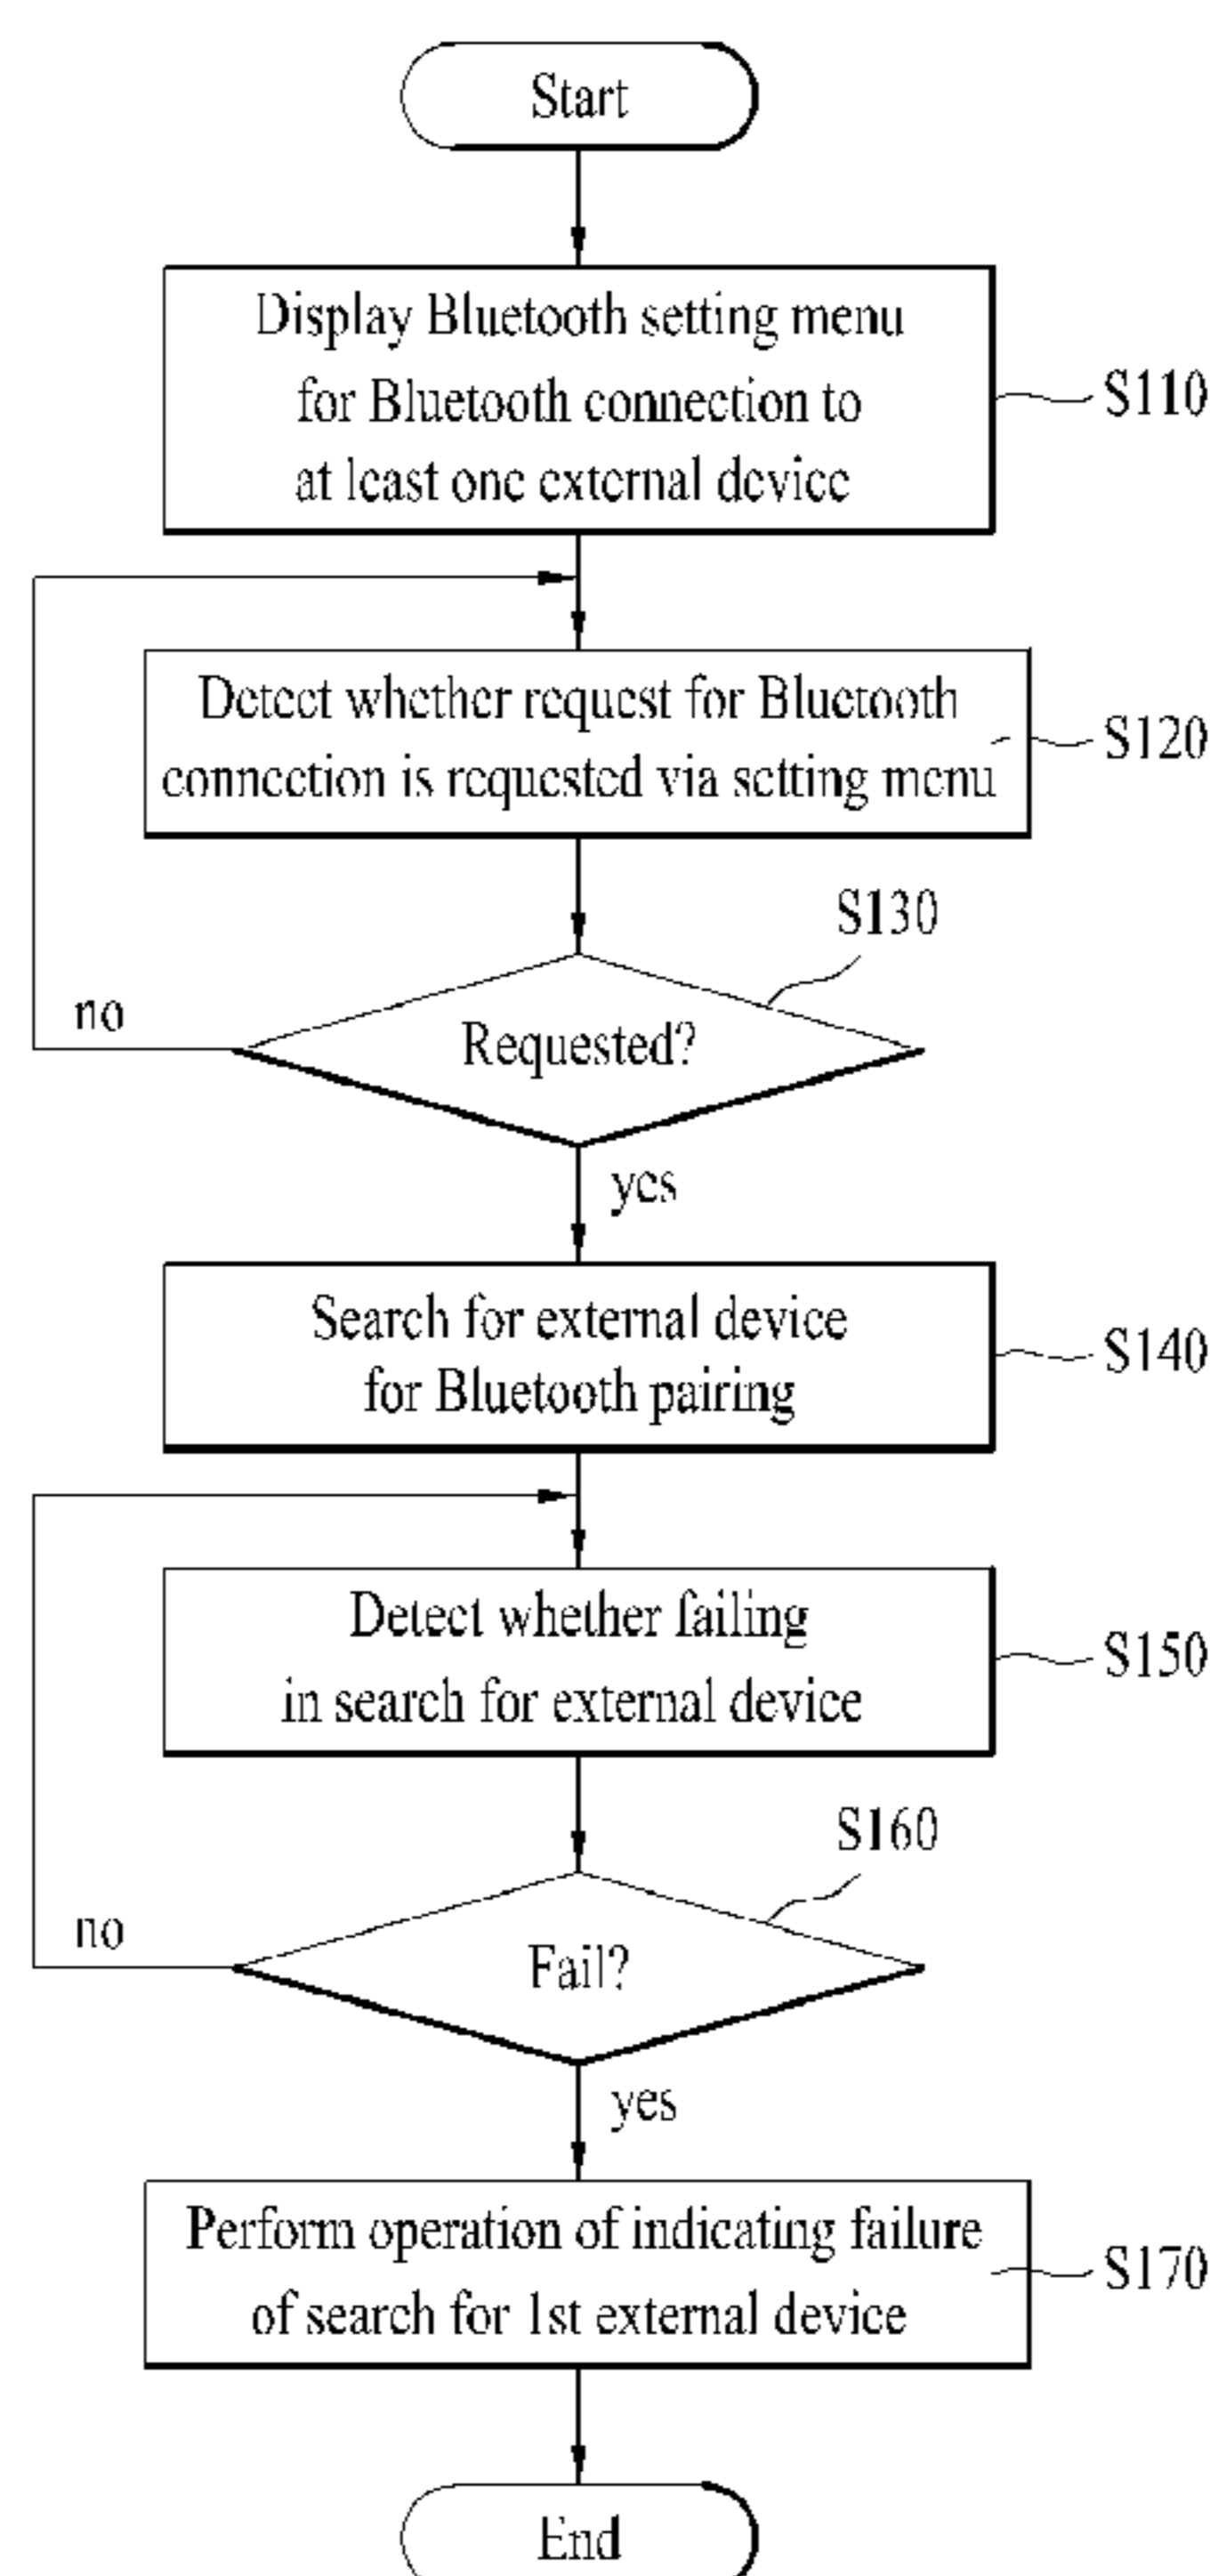 Start
Display Bluetooth setting menu
for Bluetooth connection to
at least one external device
S110
Detect whether request for Bluetooth
connection is requested via setting menu
S120
S130
Requested?
no
yes
Search for external device
for Bluetooth pairing
S140
Detect whether failing
in search for external device
S150
S160
Fail?
no
yes
Perform operation of indicating failure
of search for 1st external device
S170
End